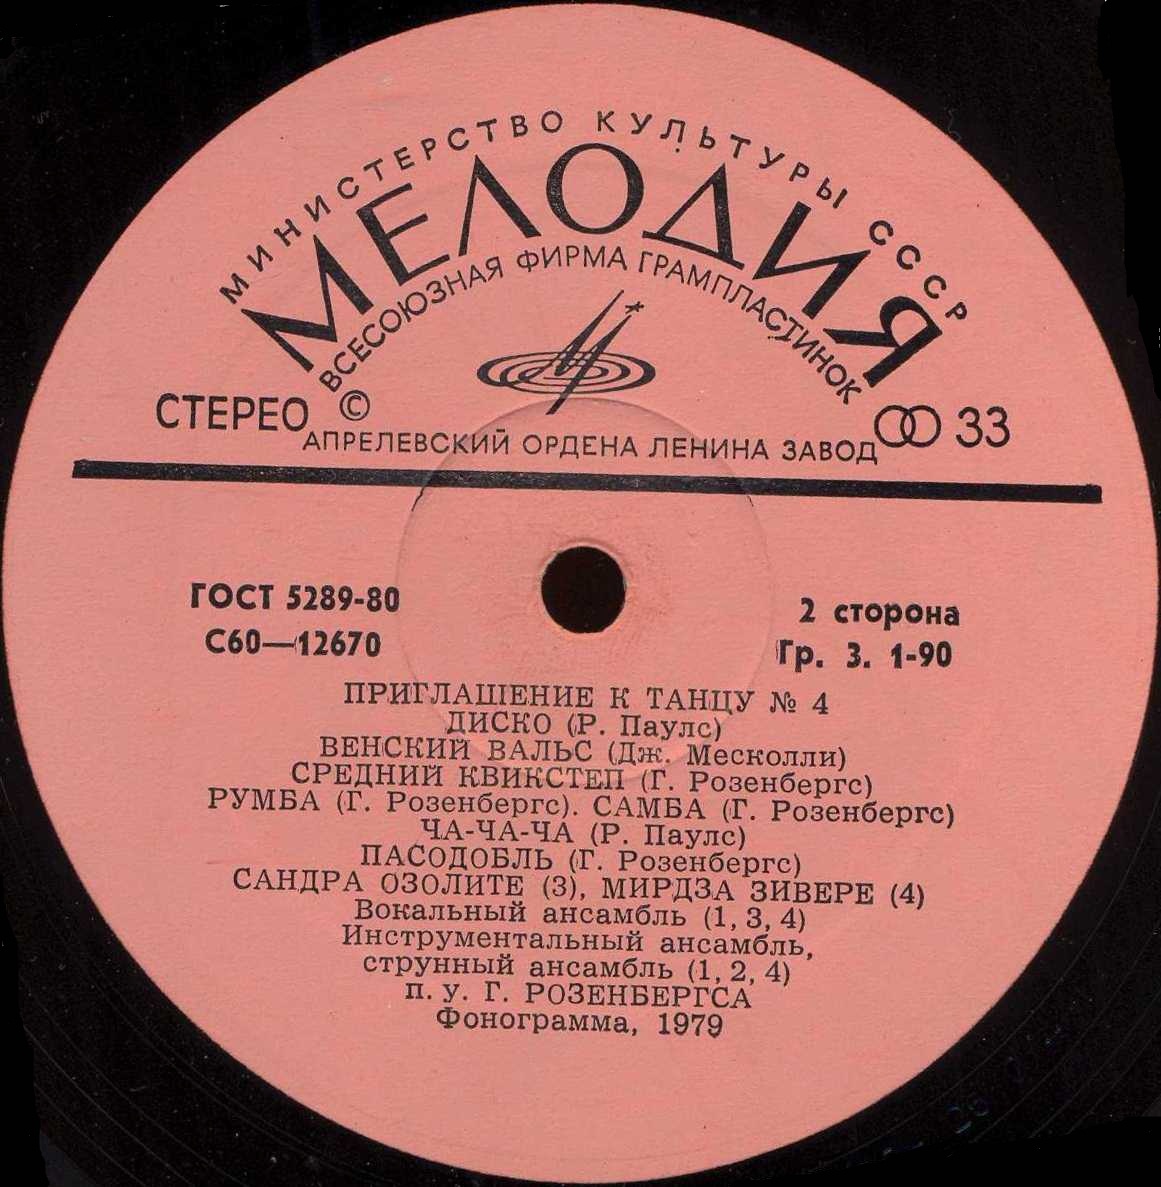 МИНИСТЕРСТВО КУЛЬТУРЫ СССР
МЕЛОДИЯ
ВСЕСОЮЗНАЯ ФИРМА ГРАМПЛАСТИНОК
СТЕРЕО © 33
АПРЕЛЕВСКИЙ ОРДЕНА ЛЕНИНА ЗАВОД
ГОСТ 5289-80
С60—12670
2 сторона
Гр. 3. 1-90
ПРИГЛАШЕНИЕ К ТАНЦУ № 4
ДИСКО (Р. Паулс)
ВЕНСКИЙ ВАЛЬС (Дж. Месколли)
СРЕДНИЙ КВИКСТЕП (Г. Розенбергс)
РУМБА (Г. Розенбергс). САМБА (Г. Розенбергс)
ЧА-ЧА-ЧА (Р. Паулс)
ПАСОДОБЛЬ (Г. Розенбергс)
САНДРА ОЗОЛИТЕ (3), МИРДЗА ЗИВЕРЕ (4)
Вокальный ансамбль (1, 3, 4)
Инструментальный ансамбль,
струнный ансамбль (1, 2, 4)
п. у. Г. РОЗЕНБЕРГСА
Фонограмма, 1979